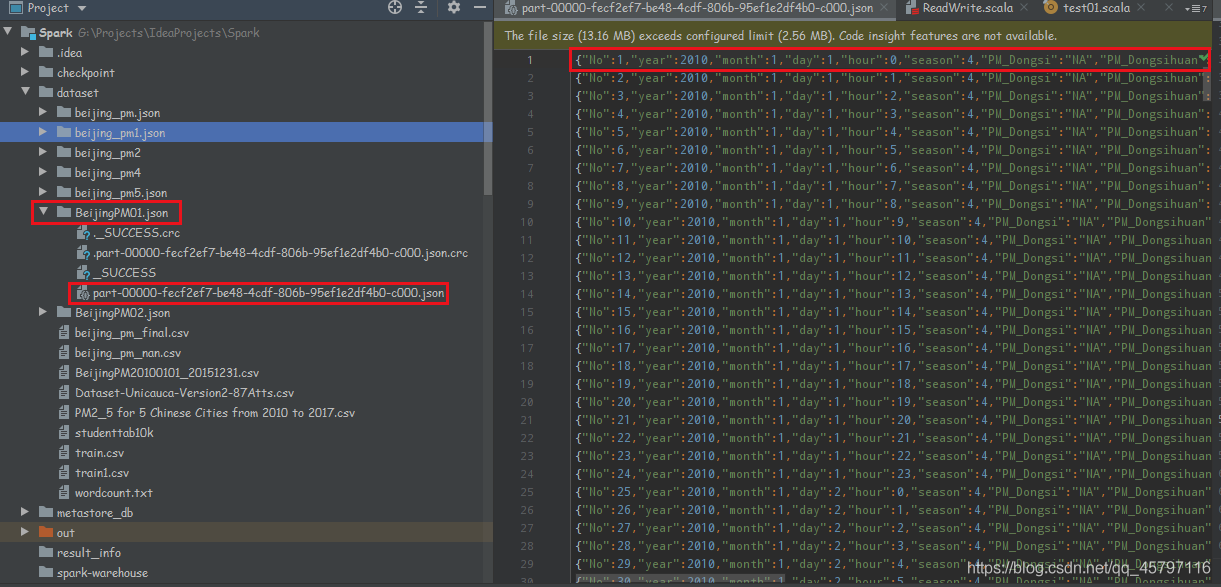 Project
Spark G:\Projects\IdeaProjects\Spark
.idea
checkpoint
dataset
beijing_pm.json
beijing_pm1.json
beijing_pm2
beijing_pm4
beijing_pm5.json
BeijingPM01.json
._SUCCESS.crc
.part-00000-fecf2ef7-be48-4cdf-806b-95ef1e2df4b0-c000.json.crc
_SUCCESS
part-00000-fecf2ef7-be48-4cdf-806b-95ef1e2df4b0-c000.json
BeijingPM02.json
beijing_pm_final.csv
beijing_pm_nan.csv
BeijingPM20100101_20151231.csv
Dataset-Unicauca-Version2-87Atts.csv
PM2_5 for 5 Chinese Cities from 2010 to 2017.csv
studenttab10k
train.csv
train1.csv
wordcount.txt
metastore_db
out
result_info
spark-warehouse
part-00000-fecf2ef7-be48-4cdf-806b-95ef1e2df4b0-c000.json ReadWrite.scala test01.scala
The file size (13.16 MB) exceeds configured limit (2.56 MB). Code insight features are not available.
1 {"No":1,"year":2010,"month":1,"day":1,"hour":0,"season":4,"PM_Dongsi":"NA","PM_Dongsihuan"
2 {"No":2,"year":2010,"month":1,"day":1,"hour":1,"season":4,"PM_Dongsi":"NA","PM_Dongsihuan":
3 {"No":3,"year":2010,"month":1,"day":1,"hour":2,"season":4,"PM_Dongsi":"NA","PM_Dongsihuan":
4 {"No":4,"year":2010,"month":1,"day":1,"hour":3,"season":4,"PM_Dongsi":"NA","PM_Dongsihuan":
5 {"No":5,"year":2010,"month":1,"day":1,"hour":4,"season":4,"PM_Dongsi":"NA","PM_Dongsihuan":
6 {"No":6,"year":2010,"month":1,"day":1,"hour":5,"season":4,"PM_Dongsi":"NA","PM_Dongsihuan":
7 {"No":7,"year":2010,"month":1,"day":1,"hour":6,"season":4,"PM_Dongsi":"NA","PM_Dongsihuan":
8 {"No":8,"year":2010,"month":1,"day":1,"hour":7,"season":4,"PM_Dongsi":"NA","PM_Dongsihuan":
9 {"No":9,"year":2010,"month":1,"day":1,"hour":8,"season":4,"PM_Dongsi":"NA","PM_Dongsihuan":
10 {"No":10,"year":2010,"month":1,"day":1,"hour":9,"season":4,"PM_Dongsi":"NA","PM_Dongsihuan"
11 {"No":11,"year":2010,"month":1,"day":1,"hour":10,"season":4,"PM_Dongsi":"NA","PM_Dongsihuan
12 {"No":12,"year":2010,"month":1,"day":1,"hour":11,"season":4,"PM_Dongsi":"NA","PM_Dongsihuan
13 {"No":13,"year":2010,"month":1,"day":1,"hour":12,"season":4,"PM_Dongsi":"NA","PM_Dongsihuan
14 {"No":14,"year":2010,"month":1,"day":1,"hour":13,"season":4,"PM_Dongsi":"NA","PM_Dongsihuan
15 {"No":15,"year":2010,"month":1,"day":1,"hour":14,"season":4,"PM_Dongsi":"NA","PM_Dongsihuan
16 {"No":16,"year":2010,"month":1,"day":1,"hour":15,"season":4,"PM_Dongsi":"NA","PM_Dongsihuan
17 {"No":17,"year":2010,"month":1,"day":1,"hour":16,"season":4,"PM_Dongsi":"NA","PM_Dongsihuan
18 {"No":18,"year":2010,"month":1,"day":1,"hour":17,"season":4,"PM_Dongsi":"NA","PM_Dongsihuan
19 {"No":19,"year":2010,"month":1,"day":1,"hour":18,"season":4,"PM_Dongsi":"NA","PM_Dongsihuan
20 {"No":20,"year":2010,"month":1,"day":1,"hour":19,"season":4,"PM_Dongsi":"NA","PM_Dongsihuan
21 {"No":21,"year":2010,"month":1,"day":1,"hour":20,"season":4,"PM_Dongsi":"NA","PM_Dongsihuan
22 {"No":22,"year":2010,"month":1,"day":1,"hour":21,"season":4,"PM_Dongsi":"NA","PM_Dongsihuan
23 {"No":23,"year":2010,"month":1,"day":1,"hour":22,"season":4,"PM_Dongsi":"NA","PM_Dongsihuan
24 {"No":24,"year":2010,"month":1,"day":1,"hour":23,"season":4,"PM_Dongsi":"NA","PM_Dongsihuan
25 {"No":25,"year":2010,"month":1,"day":2,"hour":0,"season":4,"PM_Dongsi":"NA","PM_Dongsihuan"
26 {"No":26,"year":2010,"month":1,"day":2,"hour":1,"season":4,"PM_Dongsi":"NA","PM_Dongsihuan"
27 {"No":27,"year":2010,"month":1,"day":2,"hour":2,"season":4,"PM_Dongsi":"NA","PM_Dongsihuan"
28 {"No":28,"year":2010,"month":1,"day":2,"hour":3,"season":4,"PM_Dongsi":"NA","PM_Dongsihuan"
29 {"No":29,"year":2010,"month":1,"day":2,"hour":4,"season":4,
https://blog.csdn.net/qq_45797116